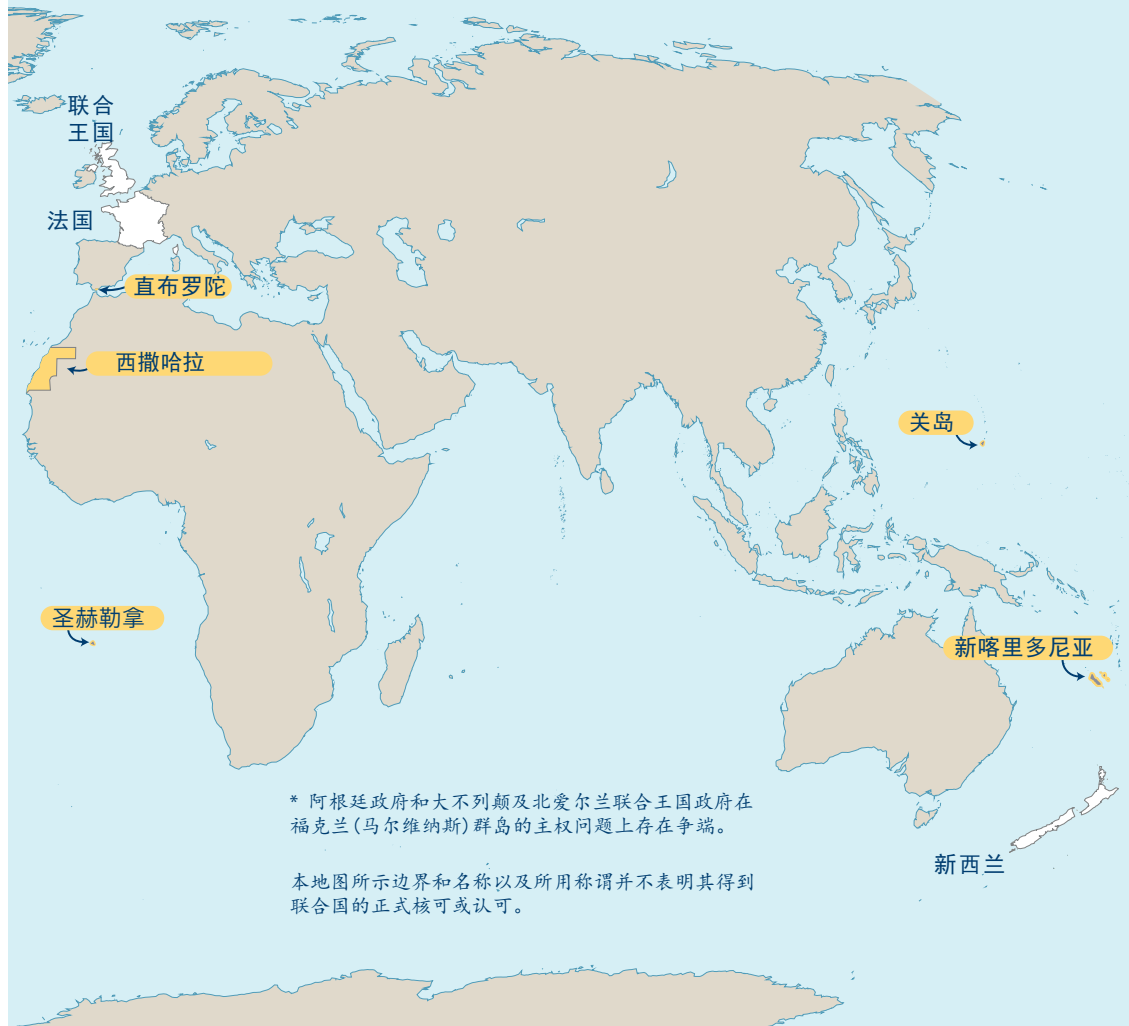 联合
王国
法国
直布罗陀
西撒哈拉
关岛
圣赫勒拿
新喀里多尼亚
* 阿根廷政府和大不列颠及北爱尔兰联合王国政府在
福克兰(马尔维纳斯)群岛的主权问题上存在争端。
新西兰
本地图所示边界和名称以及所用称谓并不表明其得到
联合国的正式核可或认可。